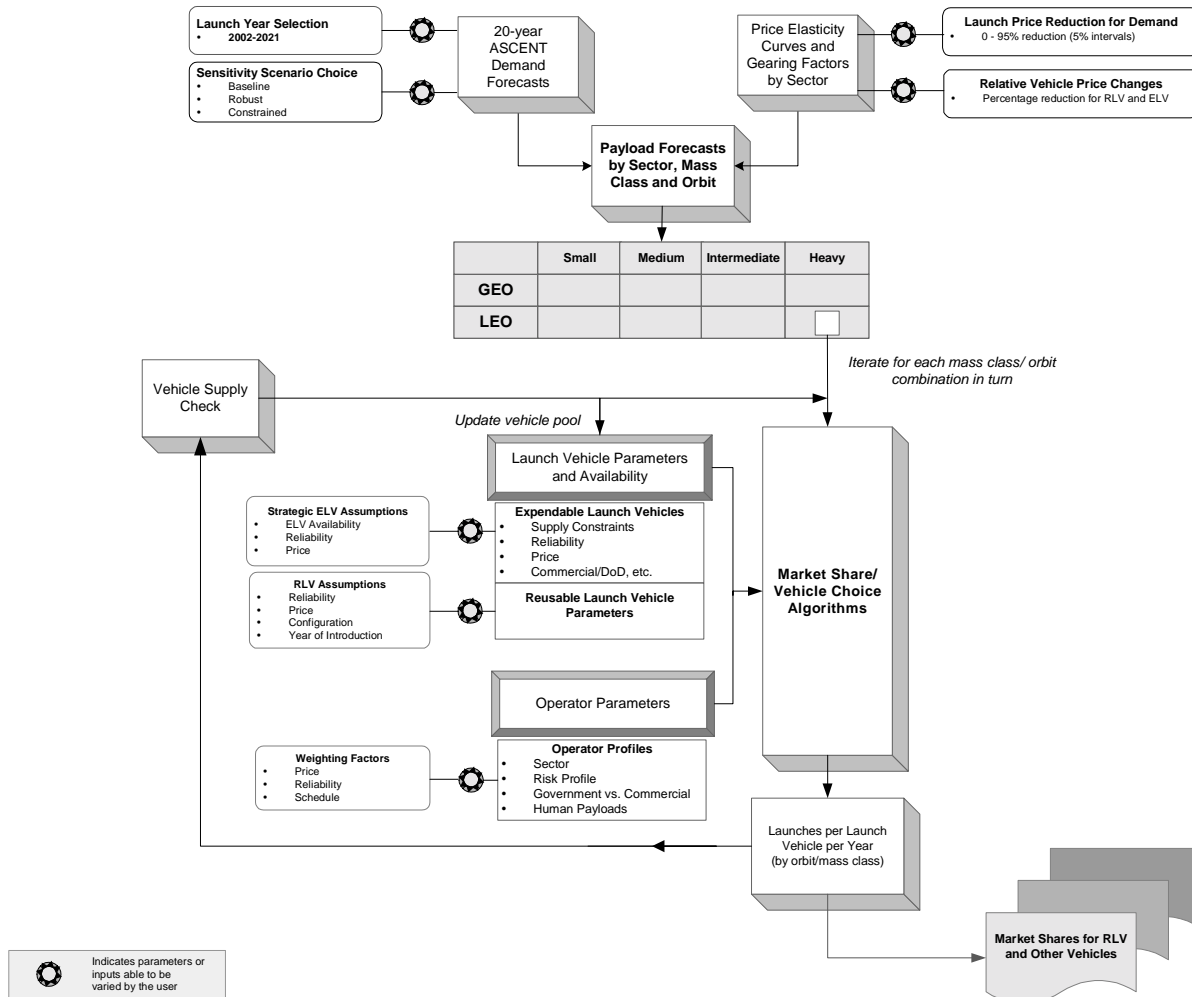 Launch Year Selection
• 2002-2021
Sensitivity Scenario Choice
• Baseline
• Robust
• Constrained
20-year
ASCENT
Demand
Forecasts
Price Elasticity
Curves and
Gearing Factors
by Sector
Launch Price Reduction for Demand
• 0 - 95% reduction (5% intervals)
Relative Vehicle Price Changes
• Percentage reduction for RLV and ELV
Payload Forecasts
by Sector, Mass
Class and Orbit
Small Medium Intermediate Heavy
GEO
LEO
Iterate for each mass class/ orbit
combination in turn
Vehicle Supply
Check
Update vehicle pool
Launch Vehicle Parameters
and Availability
Strategic ELV Assumptions
• ELV Availability
• Reliability
• Price
Expendable Launch Vehicles
• Supply Constraints
• Reliability
• Price
• Commercial/DoD, etc.
RLV Assumptions
• Reliability
• Price
• Configuration
• Year of Introduction
Reusable Launch Vehicle
Parameters
Market Share/
Vehicle Choice
Algorithms
Operator Parameters
Weighting Factors
• Price
• Reliability
• Schedule
Operator Profiles
• Sector
• Risk Profile
• Government vs. Commercial
• Human Payloads
Launches per Launch
Vehicle per Year
(by orbit/mass class)
Market Shares for RLV
and Other Vehicles
Indicates parameters or
inputs able to be
varied by the user